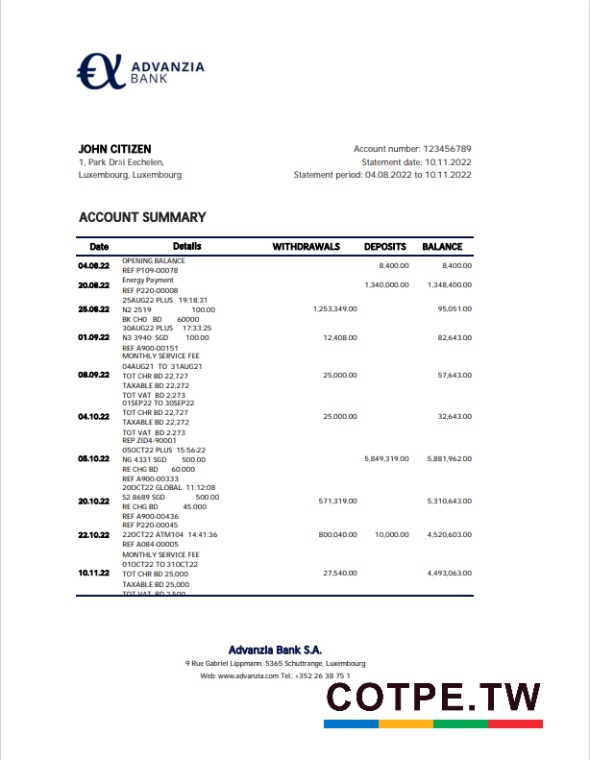 €α ADVANZIA
BANK
JOHN CITIZEN
1, Park Dräi Eechelen,
Luxembourg, Luxembourg
Account number: 123456789
Statement date: 10.11.2022
Statement period: 04.08.2022 to 10.11.2022
ACCOUNT SUMMARY
Date Details WITHDRAWALS DEPOSITS BALANCE
04.08.22 OPENING BALANCE 8,400.00 8,400.00
REF P109-00078
20.08.22 Energy Payment 1,340,000.00 1,348,400.00
REF P220-00008
25.08.22 25AUG22 PLUS 19:18:31 1,253,349.00 95,051.00
N2 2519 100.00
BK CH0 BD 60000
01.09.22 30AUG22 PLUS 17:33:25 12,408.00 82,643.00
N3 3940 SGD 100.00
REF A900-00151
08.09.22 MONTHLY SERVICE FEE 25,000.00 57,643.00
04AUG21 TO 31AUG21
TOT CHR BD 22,727
TAXABLE BD 22,272
TOT VAT BD 2,273
04.10.22 01SEP22 TO 30SEP22 25,000.00 32,643.00
TOT CHR BD 22,727
TAXABLE BD 22,272
TOT VAT BD 2.273
05.10.22 REP ZID4-90001 5,849,319.00 5,881,962.00
05OCT22 PLUS 15:56:22
NG 4331 SGD 500.00
RE CHG BD 60.000
REF A900-00333
20.10.22 20OCT22 GLOBAL 11:12:08 571,319.00 5,310,643.00
S2 8689 SGD 500.00
RE CHG BD 45.000
REF A900-00436
22.10.22 REF P220-00045 800,040.00 10,000.00 4,520,603.00
22OCT22 ATM104 14:41:36
REF A084-00005
10.11.22 MONTHLY SERVICE FEE 27,540.00 4,493,063.00
01OCT22 TO 31OCT22
TOT CHR BD 25,000
TAXABLE BD 25,000
TOT VAT BD 2,500
Advanzia Bank S.A.
9 Rue Gabriel Lippmann, 5365 Schuttrange, Luxembourg
Web: www.advanzia.com Tel.: +352 26 38 75 1
COTPE.TW